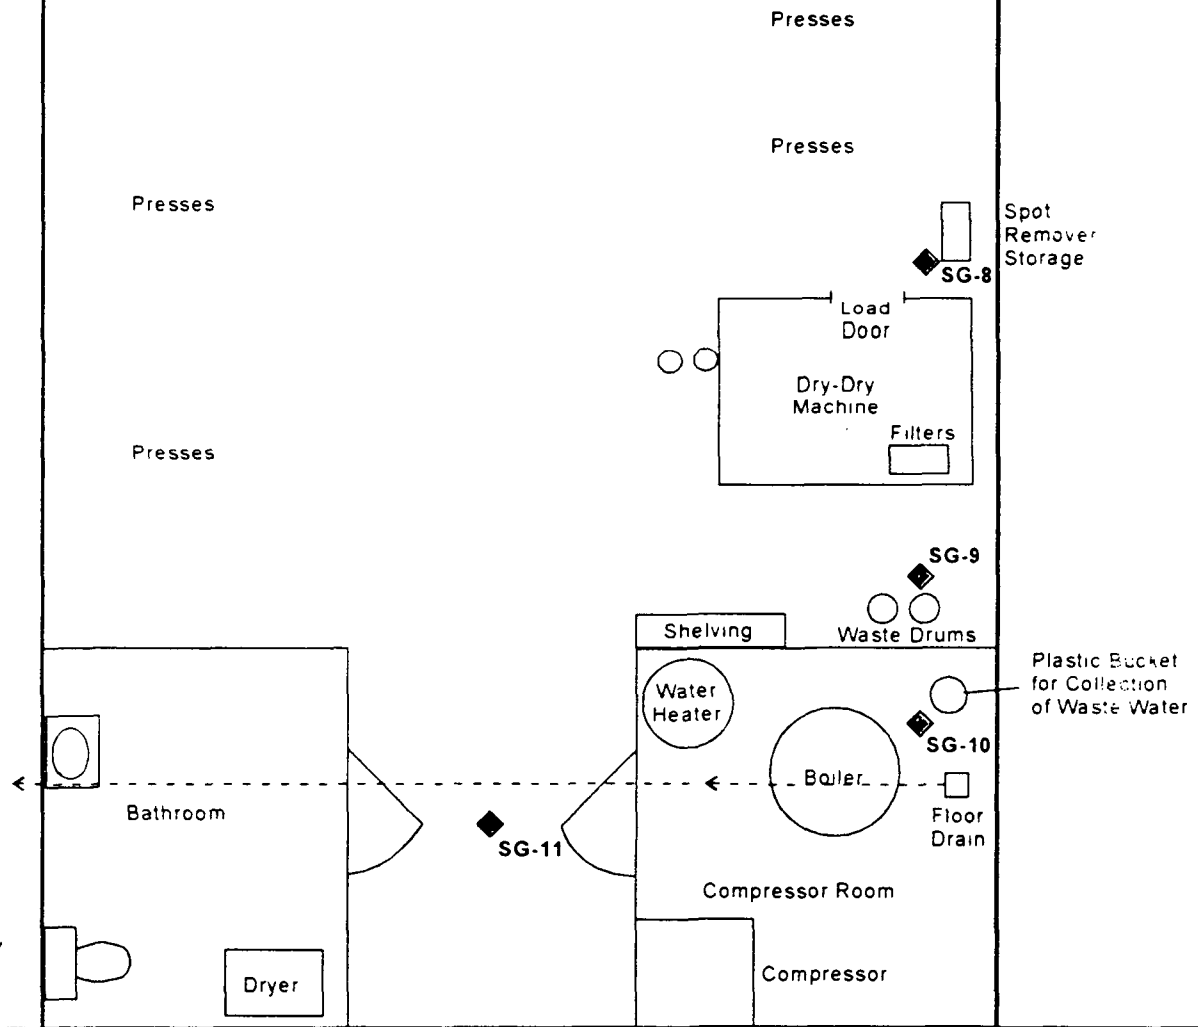 Presses
Presses
Presses
Spot
Remover
Storage
SG-8
Load
Door
Dry-Dry
Machine
Filters
Presses
SG-9
Waste Drums
Shelving
Plastic Bucket
for Collection
of Waste Water
Water
Heater
SG-10
Boiler
Floor
Drain
Bathroom
SG-11
Compressor Room
Compressor
Dryer